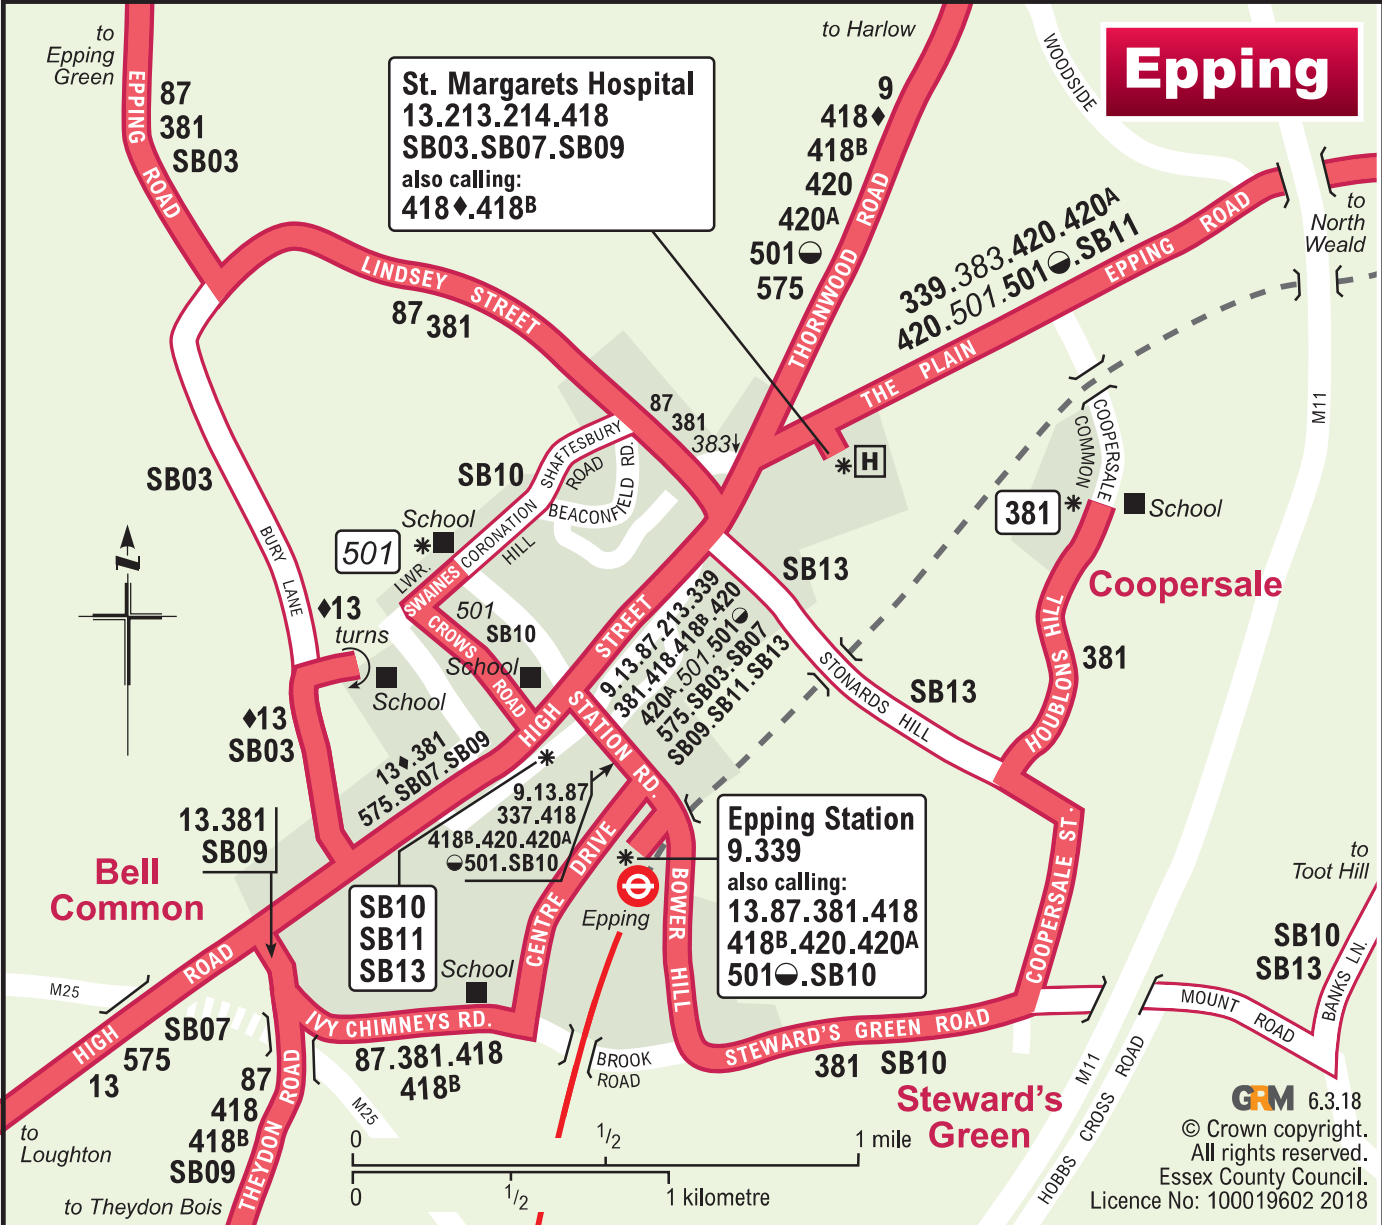 Epping
to
Epping
Green
EPPING ROAD
87
381
SB03
St. Margarets Hospital
13.213.214.418
SB03.SB07.SB09
also calling:
418♦.418B
to Harlow
9
418♦
418B
420
420A
501◒
575
THORNWOOD ROAD
WOODSIDE
339.383.420.420A
420.501.501◒.SB11
THE PLAIN
EPPING ROAD
to
North
Weald
M11
LINDSEY STREET
87 381
87
381
383↓
H
SB03
BURY LANE
SB10
SHAFTESBURY
ROAD
BEACONFIELD RD.
CORONATION
HILL
School
501
LWR.
SWAINES
CROWS ROAD
501
SB10
School
♦13
turns
School
♦13
SB03
HIGH STREET
9.13.87.213.339
381.418.418B.420
420A.501.501◒
575.SB03.SB07
SB09.SB11.SB13
STATION RD.
SB13
STONARDS HILL
SB13
COOPERSALE
COMMON
381
School
Coopersale
HOUBLONS HILL
381
13♦.381
575.SB07.SB09
9.13.87
337.418
418B.420.420A
◒501.SB10
13.381
SB09
Bell
Common
SB10
SB11
SB13
Epping Station
9.339
also calling:
13.87.381.418
418B.420.420A
501◒.SB10
Epping
CENTRE DRIVE
BOWER HILL
School
IVY CHIMNEYS RD.
87.381.418
418B
BROOK
ROAD
STEWARD'S GREEN ROAD
381 SB10
Steward's
Green
COOPERSALE ST.
to
Toot Hill
SB10
SB13
BANKS LN.
MOUNT ROAD
M11
HOBBS CROSS ROAD
M25
HIGH ROAD
SB07
575
13
to
Loughton
87
418
418B
SB09
THEYDON ROAD
to Theydon Bois
M25
0 1/2 1 mile
0 1/2 1 kilometre
N
GRM 6.3.18
© Crown copyright.
All rights reserved.
Essex County Council.
Licence No: 100019602 2018